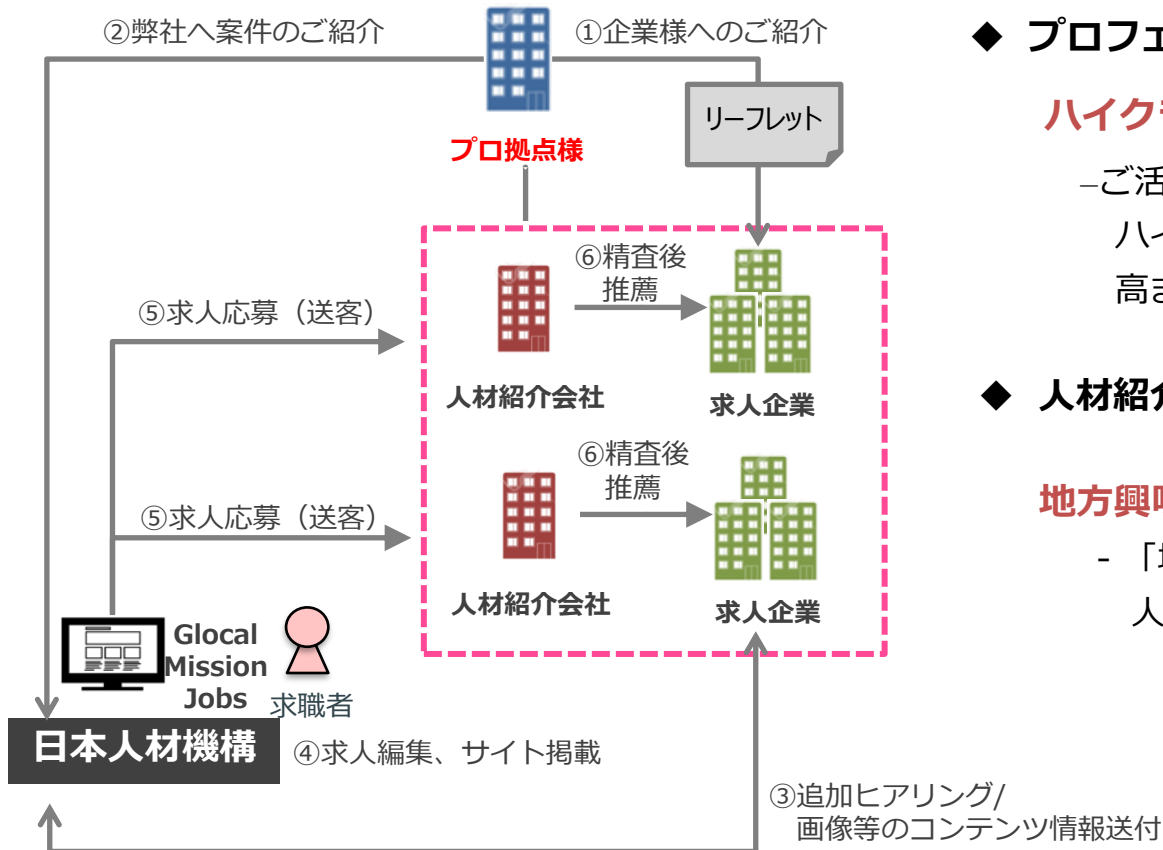 ②弊社へ案件のご紹介
①企業様へのご紹介
リーフレット
プロ拠点様
⑥精査後
推薦
⑤求人応募（送客）
人材紹介会社
求人企業
⑥精査後
推薦
⑤求人応募（送客）
人材紹介会社
求人企業
Glocal
Mission
Jobs
求職者
日本人材機構
④求人編集、サイト掲載
③追加ヒアリング/
画像等のコンテンツ情報送付
◆ プロフェ
ハイク
–ご活
ハイ
高ま
◆ 人材紹介
地方興味
- 「地
人